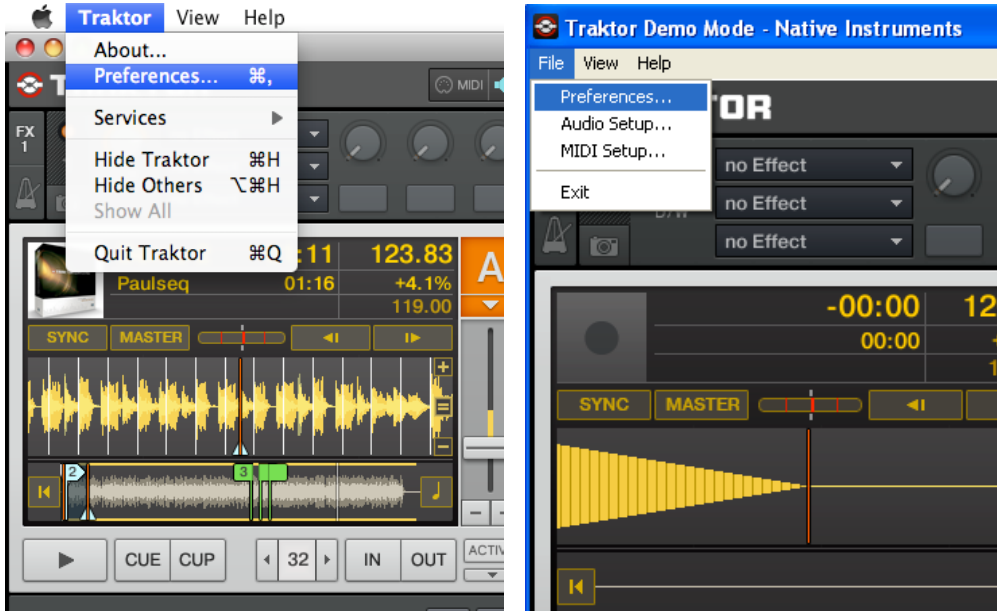 Traktor View Help
About...
Preferences... ⌘,
Services
Hide Traktor ⌘H
Hide Others ⌥⌘H
Show All
Quit Traktor ⌘Q
T
MIDI
FX
1
:11 123.83
Paulseq 01:16 +4.1%
119.00
A
SYNC MASTER
2
3
CUE CUP 32 IN OUT
Traktor Demo Mode - Native Instruments
File View Help
Preferences...
Audio Setup...
MIDI Setup...
Exit
TOR
no Effect
no Effect
D/W
no Effect
-00:00 12
00:00
SYNC MASTER